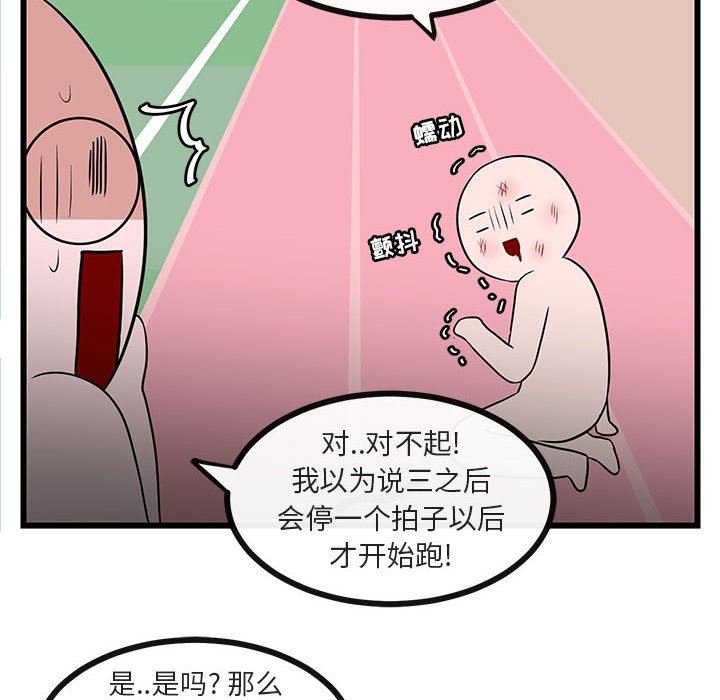 蠕动
颤抖
对..对不起!
我以为说三之后
会停一个拍子以后
才开始跑!
是..是吗? 那么